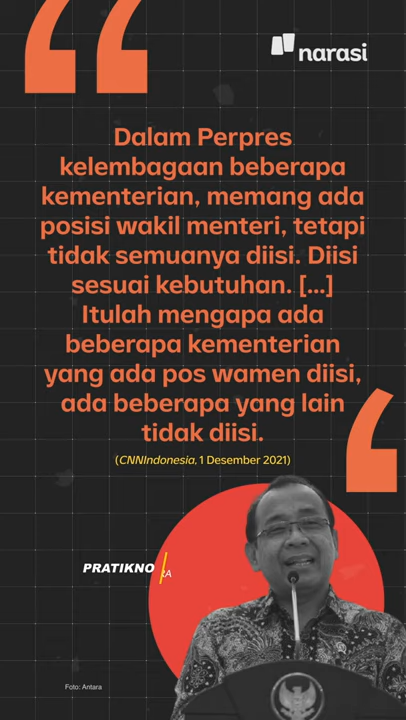 narasi
Dalam Perpres
kelembagaan beberapa
kementerian, memang ada
posisi wakil menteri, tetapi
tidak semuanya diisi. Diisi
sesuai kebutuhan. [...]
Itulah mengapa ada
beberapa kementerian
yang ada pos wamen diisi,
ada beberapa yang lain
tidak diisi.
(CNNIndonesia, 1 Desember 2021)
PRATIKNO
Foto: Antara